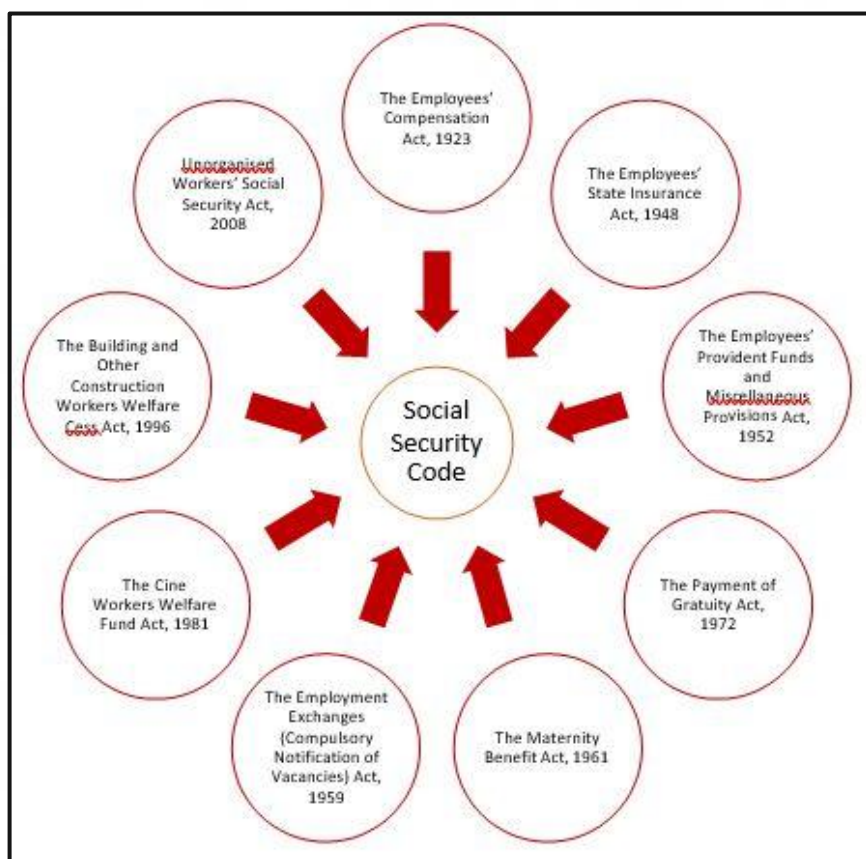 The Employees'
Compensation
Act, 1923
The Employees'
State Insurance
Act, 1948
The Employees'
Provident Funds
and
Miscellaneous
Provisions Act,
1952
The Payment of
Gratuity Act,
1972
The Maternity
Benefit Act, 1961
The Employment
Exchanges
(Compulsory
Notification of
Vacancies) Act,
1959
The Cine
Workers Welfare
Fund Act, 1981
The Building and
Other
Construction
Workers Welfare
Cess Act, 1996
Unorganised
Workers' Social
Security Act,
2008
Social
Security
Code